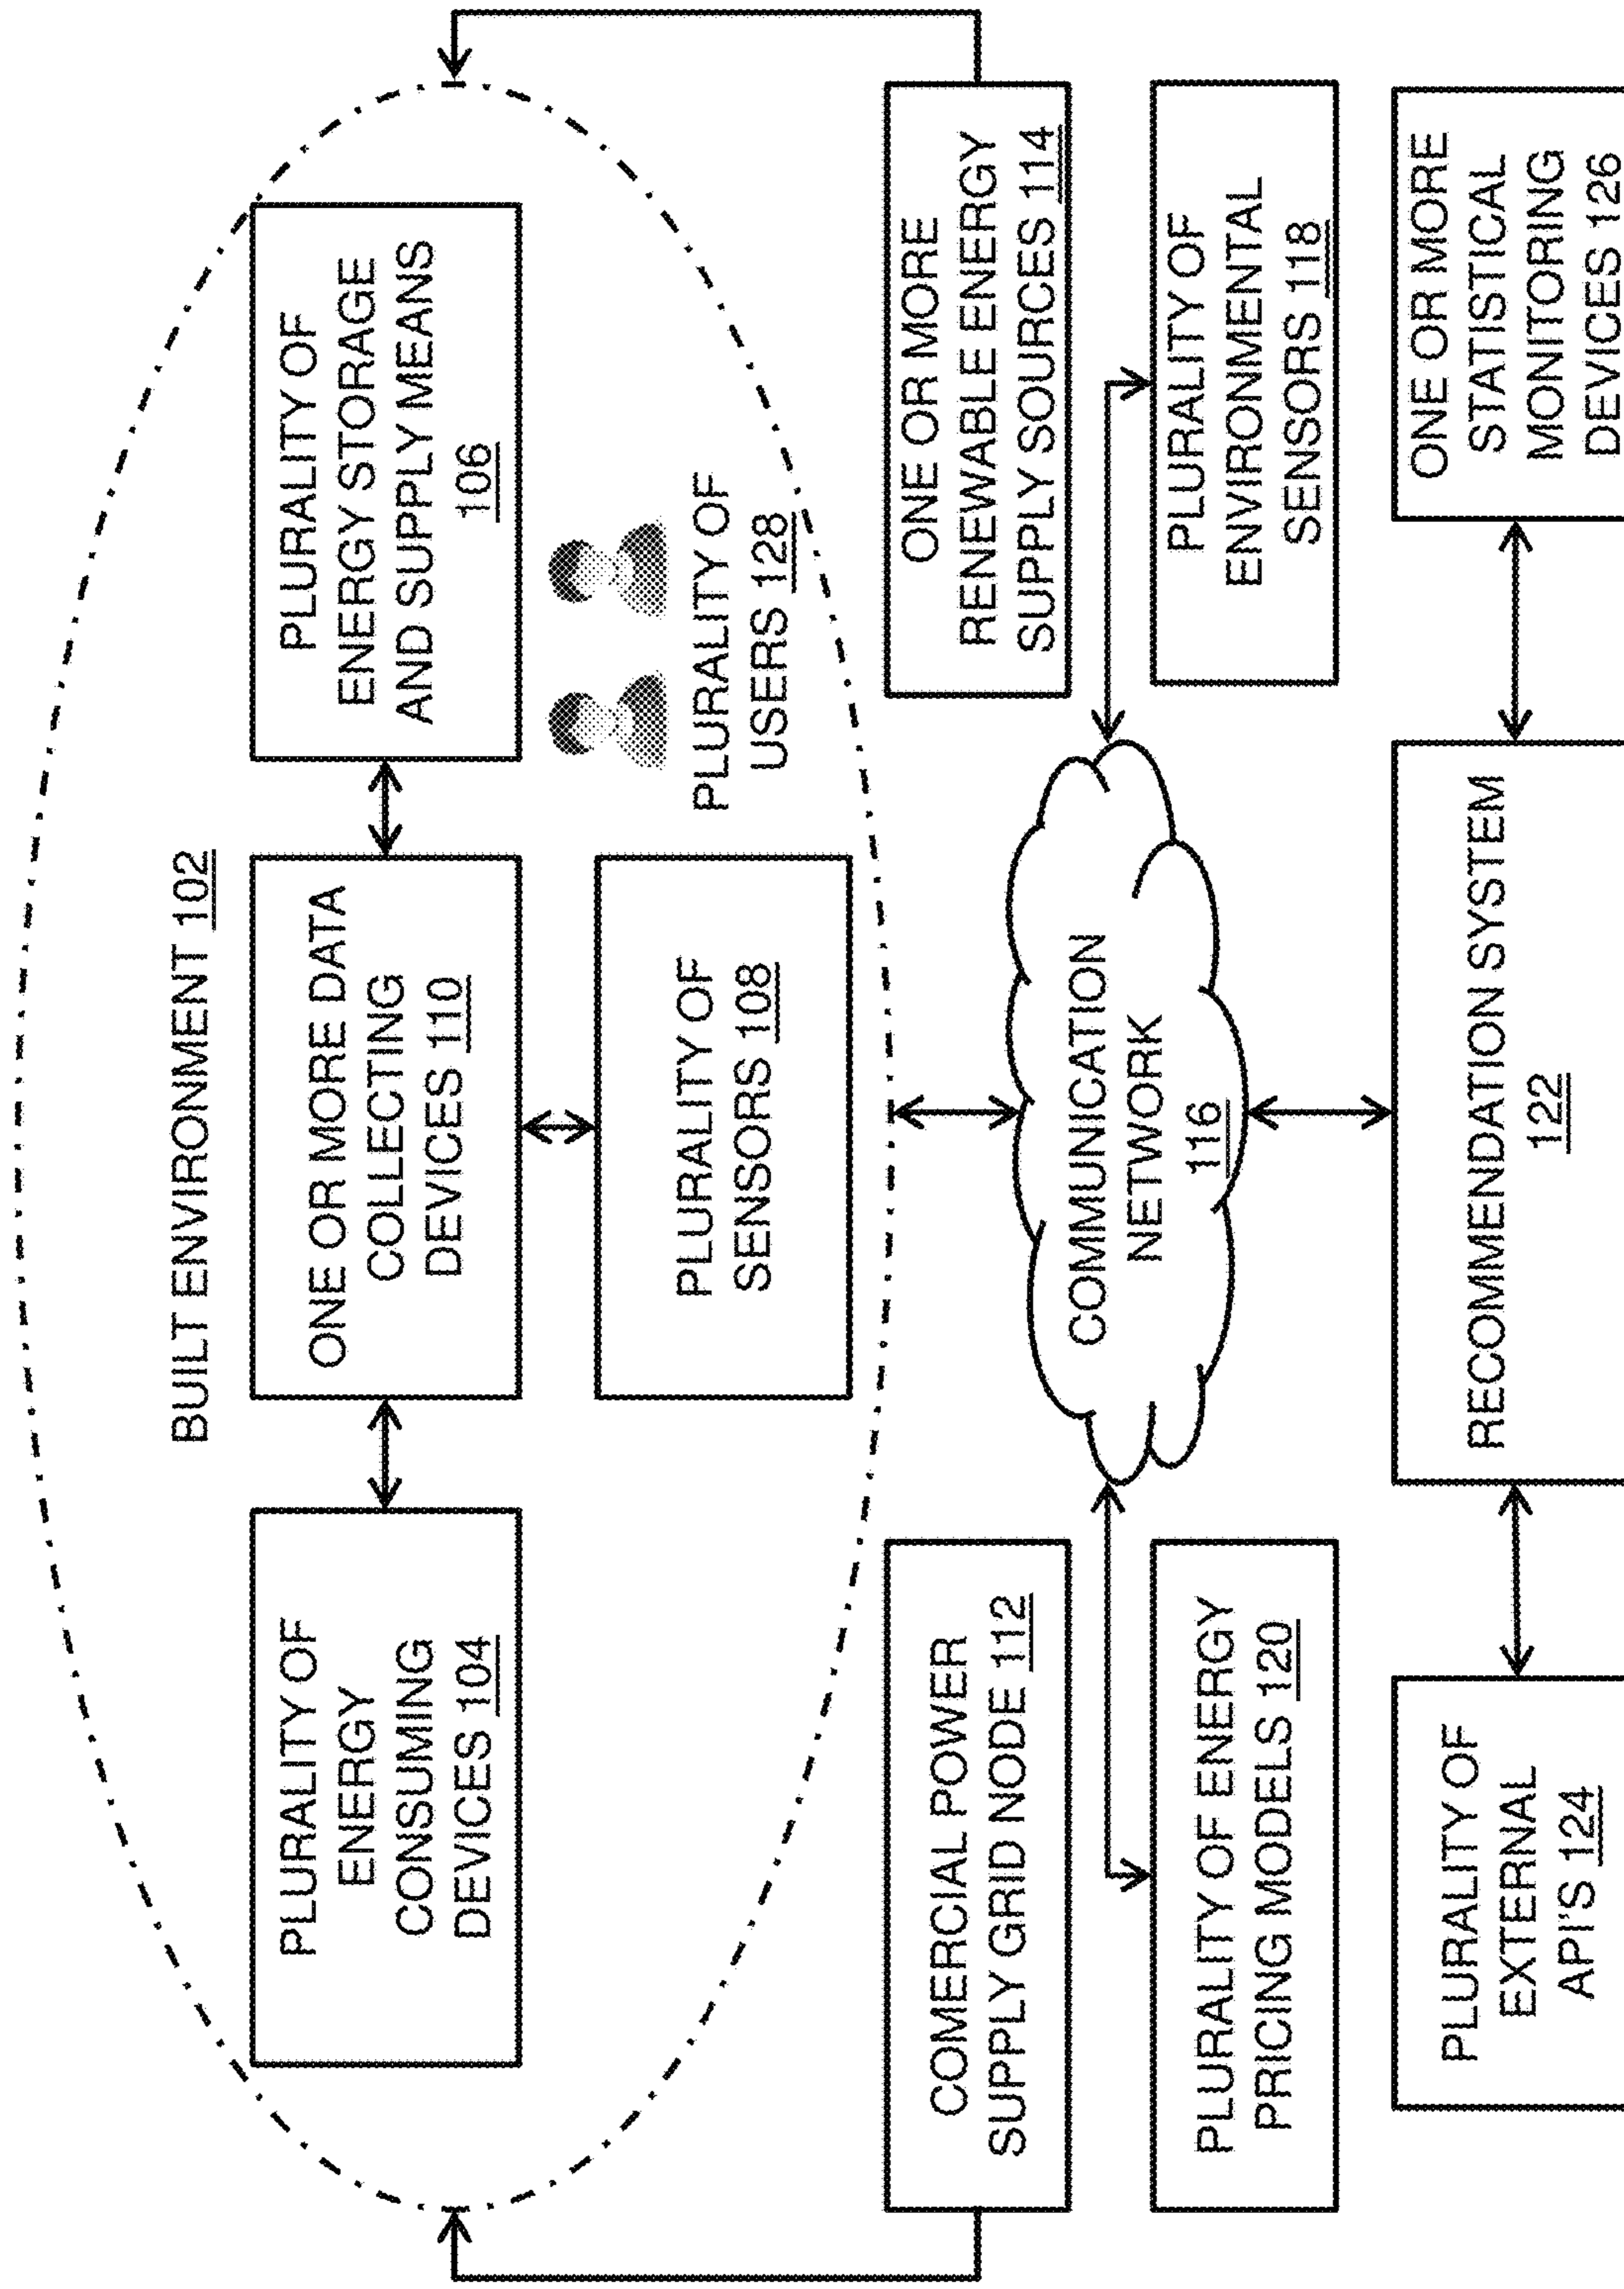 BUILT ENVIRONMENT 102
PLURALITY OF
ENERGY
CONSUMING
DEVICES 104
ONE OR MORE DATA
COLLECTING
DEVICES 110
PLURALITY OF
ENERGY STORAGE
AND SUPPLY MEANS
106
PLURALITY OF
SENSORS 108
PLURALITY OF
USERS 128
COMERCIAL POWER
SUPPLY GRID NODE 112
ONE OR MORE
RENEWABLE ENERGY
SUPPLY SOURCES 114
COMMUNICATION
NETWORK
116
PLURALITY OF ENERGY
PRICING MODELS 120
PLURALITY OF
ENVIRONMENTAL
SENSORS 118
PLURALITY OF
EXTERNAL
API'S 124
RECOMMENDATION SYSTEM
122
ONE OR MORE
STATISTICAL
MONITORING
DEVICES 126